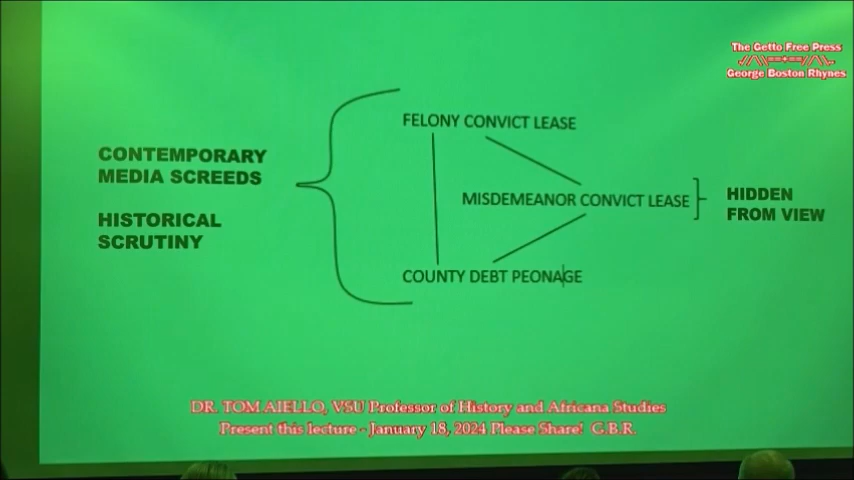 The Getto Free Press
George Boston Rhynes
FELONY CONVICT LEASE
CONTEMPORARY
MEDIA SCREEDS
HISTORICAL
SCRUTINY
MISDEMEANOR CONVICT LEASE
HIDDEN
FROM VIEW
COUNTY DEBT PEONAGE
DR. TOM AIELLO, VSU Professor of History and Africana Studies
Present this lecture - January 18, 2024 Please Share! G.B.R.